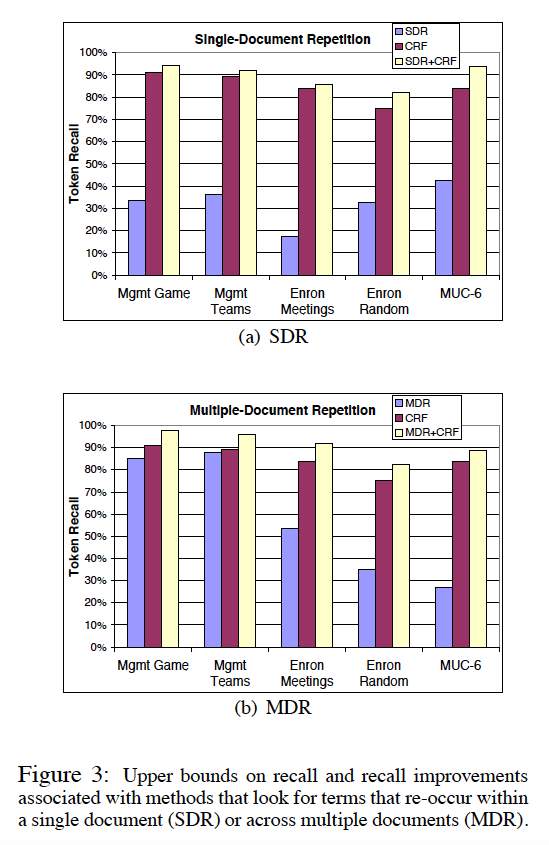 Single-Document Repetition
SDR
CRF
SDR+CRF
Token Recall
100%
90%
80%
70%
60%
50%
40%
30%
20%
10%
0%
Mgmt Game
Mgmt Teams
Enron Meetings
Enron Random
MUC-6
(a) SDR
Multiple-Document Repetition
MDR
CRF
MDR+CRF
Token Recall
100%
90%
80%
70%
60%
50%
40%
30%
20%
10%
0%
Mgmt Game
Mgmt Teams
Enron Meetings
Enron Random
MUC-6
(b) MDR
Figure 3: Upper bounds on recall and recall improvements
associated with methods that look for terms that re-occur within
a single document (SDR) or across multiple documents (MDR).